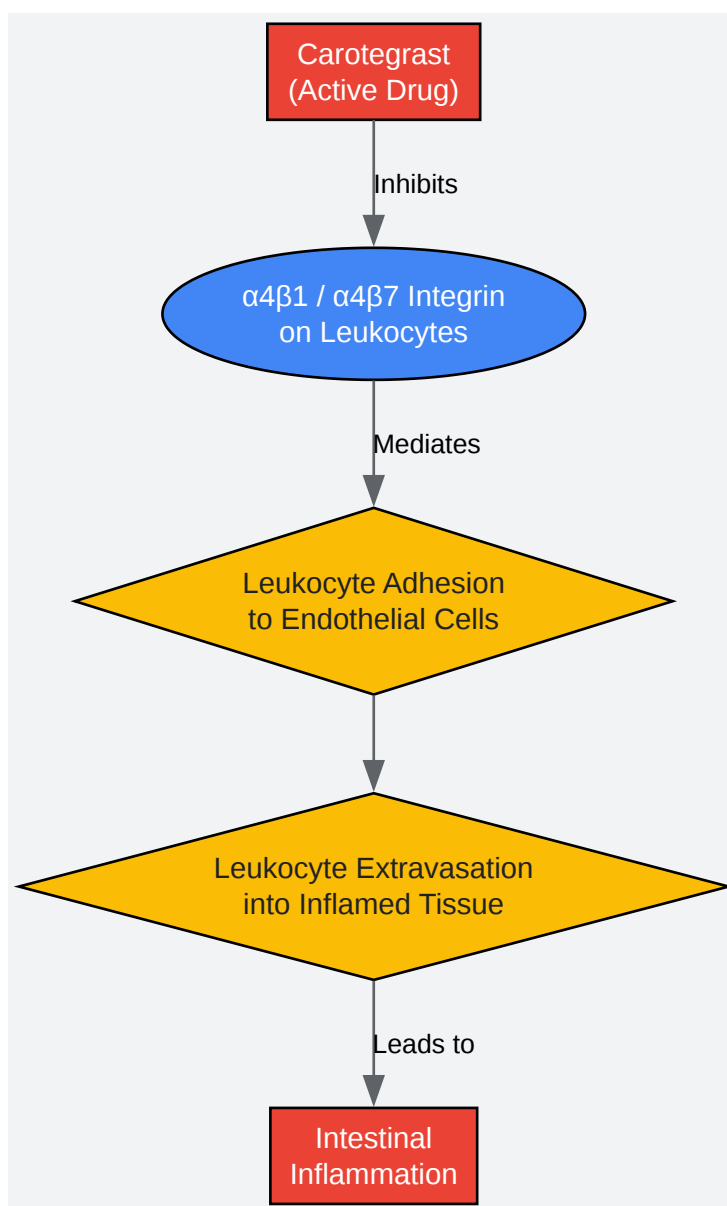 Carotegrast
(Active Drug)
Inhibits
α4β1 / α4β7 Integrin
on Leukocytes
Mediates
Leukocyte Adhesion
to Endothelial Cells
Leukocyte Extravasation
into Inflamed Tissue
Leads to
Intestinal
Inflammation